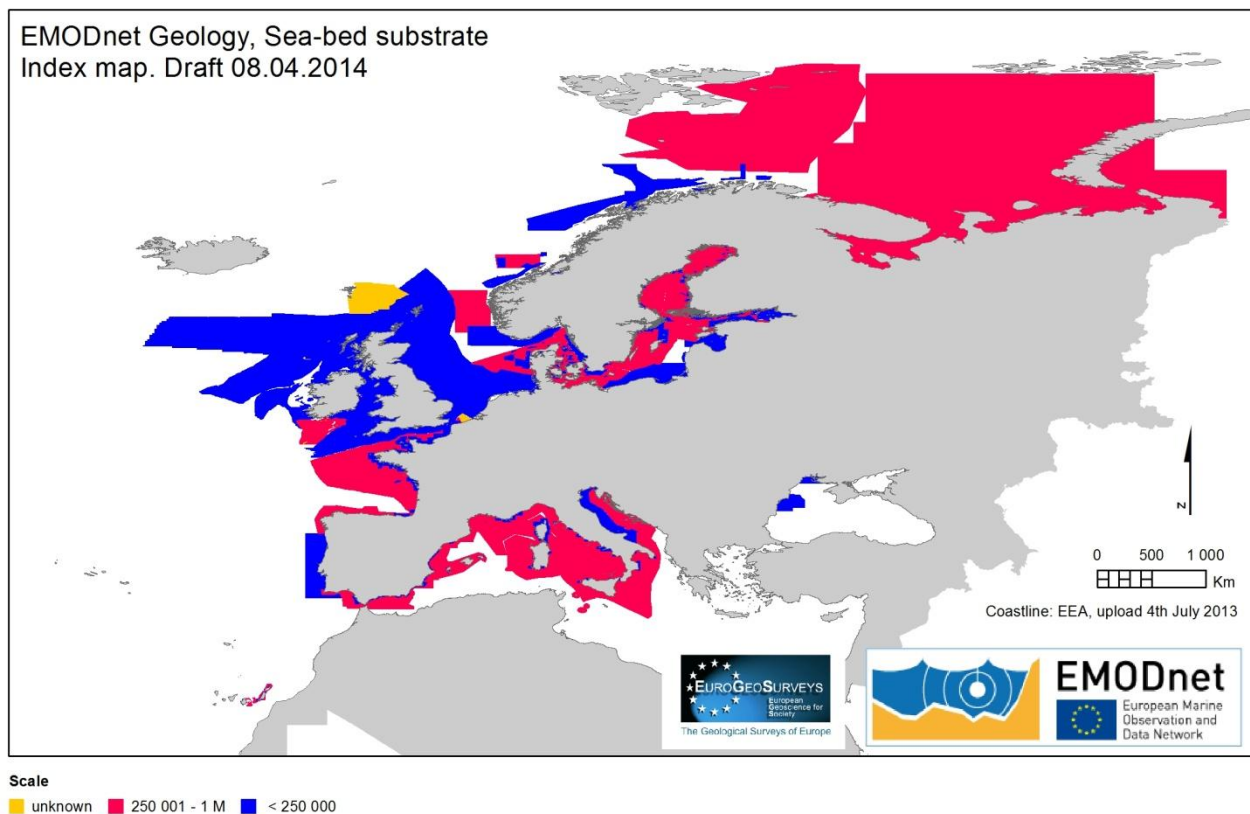 EMODnet Geology, Sea-bed substrate
Index map. Draft 08.04.2014
N
0 500 1 000
Km
Coastline: EEA, upload 4th July 2013
EUROGEOSURVEYS
European
Geoscience for
Society
The Geological Surveys of Europe
EMODnet
European Marine
Observation and
Data Network
Scale
unknown 250 001 - 1 M < 250 000